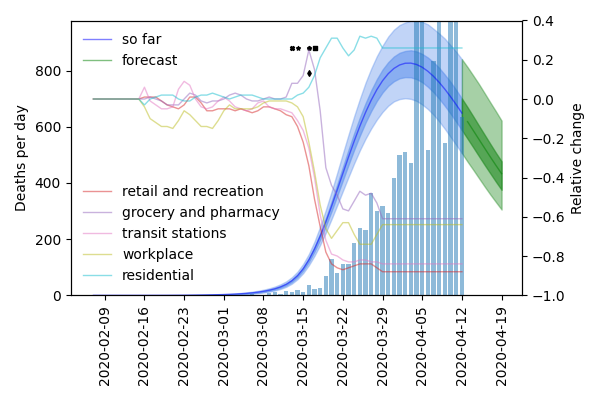 so far
forecast
retail and recreation
grocery and pharmacy
transit stations
workplace
residential
Deaths per day
800
600
400
200
0
0.4
0.2
0.0
−0.2
−0.4
−0.6
−0.8
−1.0
Relative change
2020-02-09
2020-02-16
2020-02-23
2020-03-01
2020-03-08
2020-03-15
2020-03-22
2020-03-29
2020-04-05
2020-04-12
2020-04-19